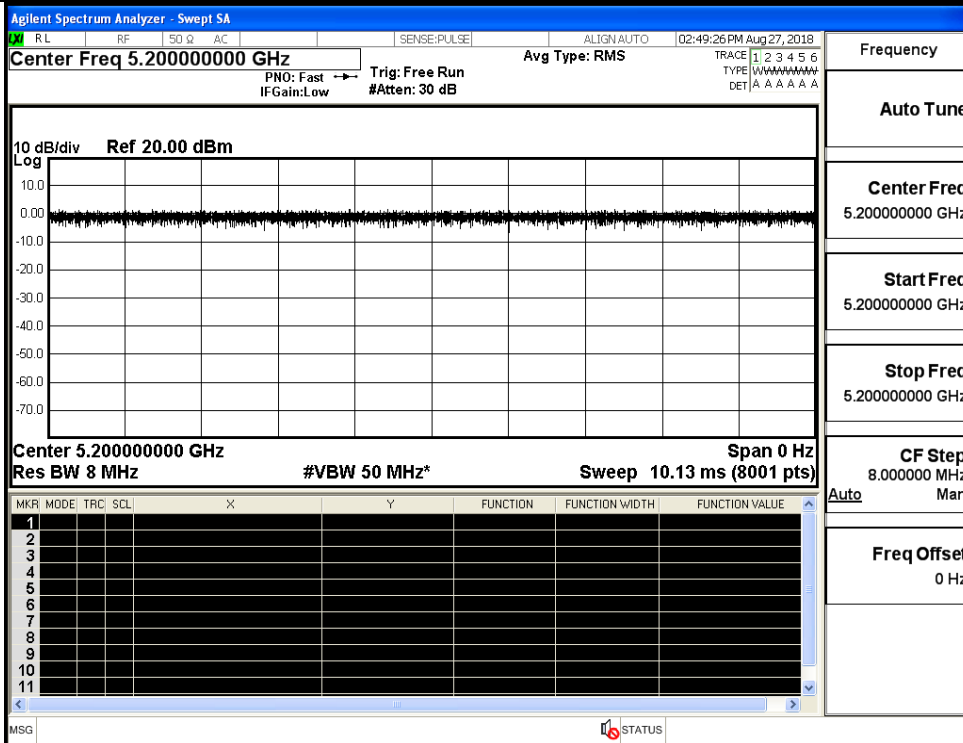 Agilent Spectrum Analyzer - Swept SA
LXI RL RF 50 Ω AC SENSE:PULSE ALIGN AUTO 02:49:26 PM Aug 27, 2018
Center Freq 5.200000000 GHz
PNO: Fast
IFGain:Low
Trig: Free Run
#Atten: 30 dB
Avg Type: RMS
TRACE 1 2 3 4 5 6
TYPE
DET A A A A A A
10 dB/div Ref 20.00 dBm
Log
10.0
0.00
-10.0
-20.0
-30.0
-40.0
-50.0
-60.0
-70.0
Center 5.200000000 GHz Span 0 Hz
Res BW 8 MHz #VBW 50 MHz* Sweep 10.13 ms (8001 pts)
MKR MODE TRC SCL X Y FUNCTION FUNCTION WIDTH FUNCTION VALUE
1
2
3
4
5
6
7
8
9
10
11
MSG STATUS
Frequency
Auto Tune
Center Freq
5.200000000 GHz
Start Freq
5.200000000 GHz
Stop Freq
5.200000000 GHz
CF Step
8.000000 MHz
Auto Man
Freq Offset
0 Hz